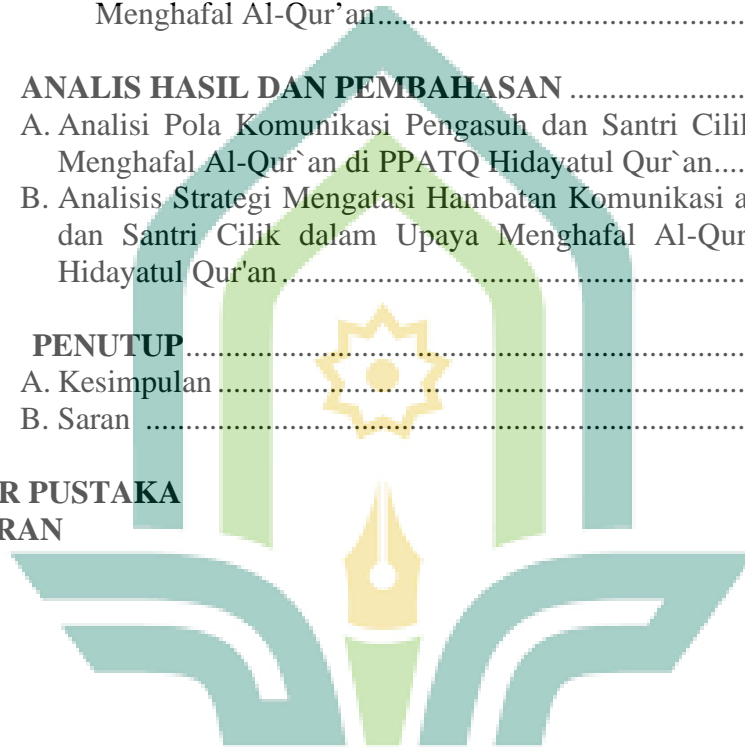 Menghafal Al-Qur’an........................................
ANALIS HASIL DAN PEMBAHASAN ......................
A. Analisi Pola Komunikasi Pengasuh dan Santri Cilik
Menghafal Al-Qur`an di PPATQ Hidayatul Qur`an....
B. Analisis Strategi Mengatasi Hambatan Komunikasi a
dan Santri Cilik dalam Upaya Menghafal Al-Qur
Hidayatul Qur'an..................................................
PENUTUP..............................................................
A. Kesimpulan .........................................................
B. Saran ..................................................................
R PUSTAKA
RAN